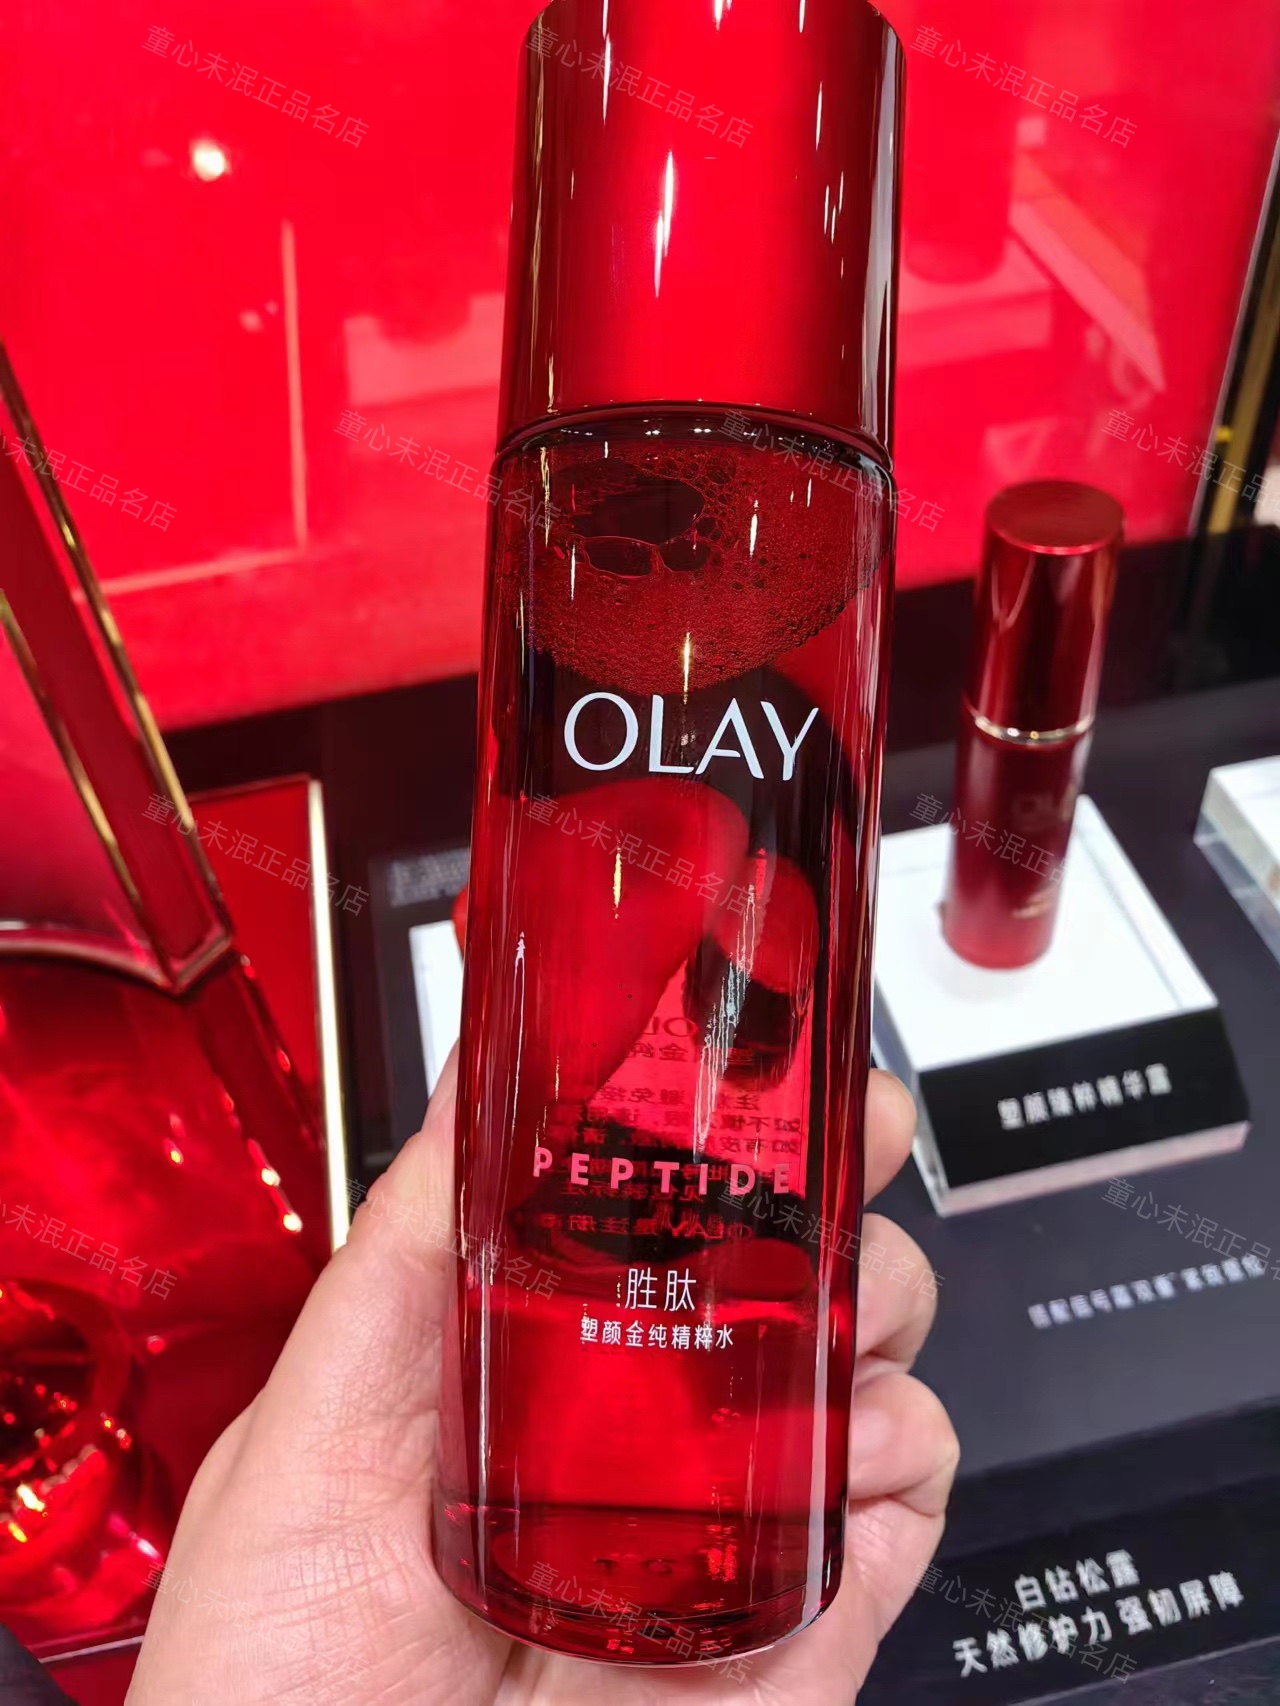 童心未泯正品名店
OLAY
PEPTIDE
胜肽
塑颜金纯精粹水
塑颜臻粹精华露
白钻松露
天然修护力 强韧屏障